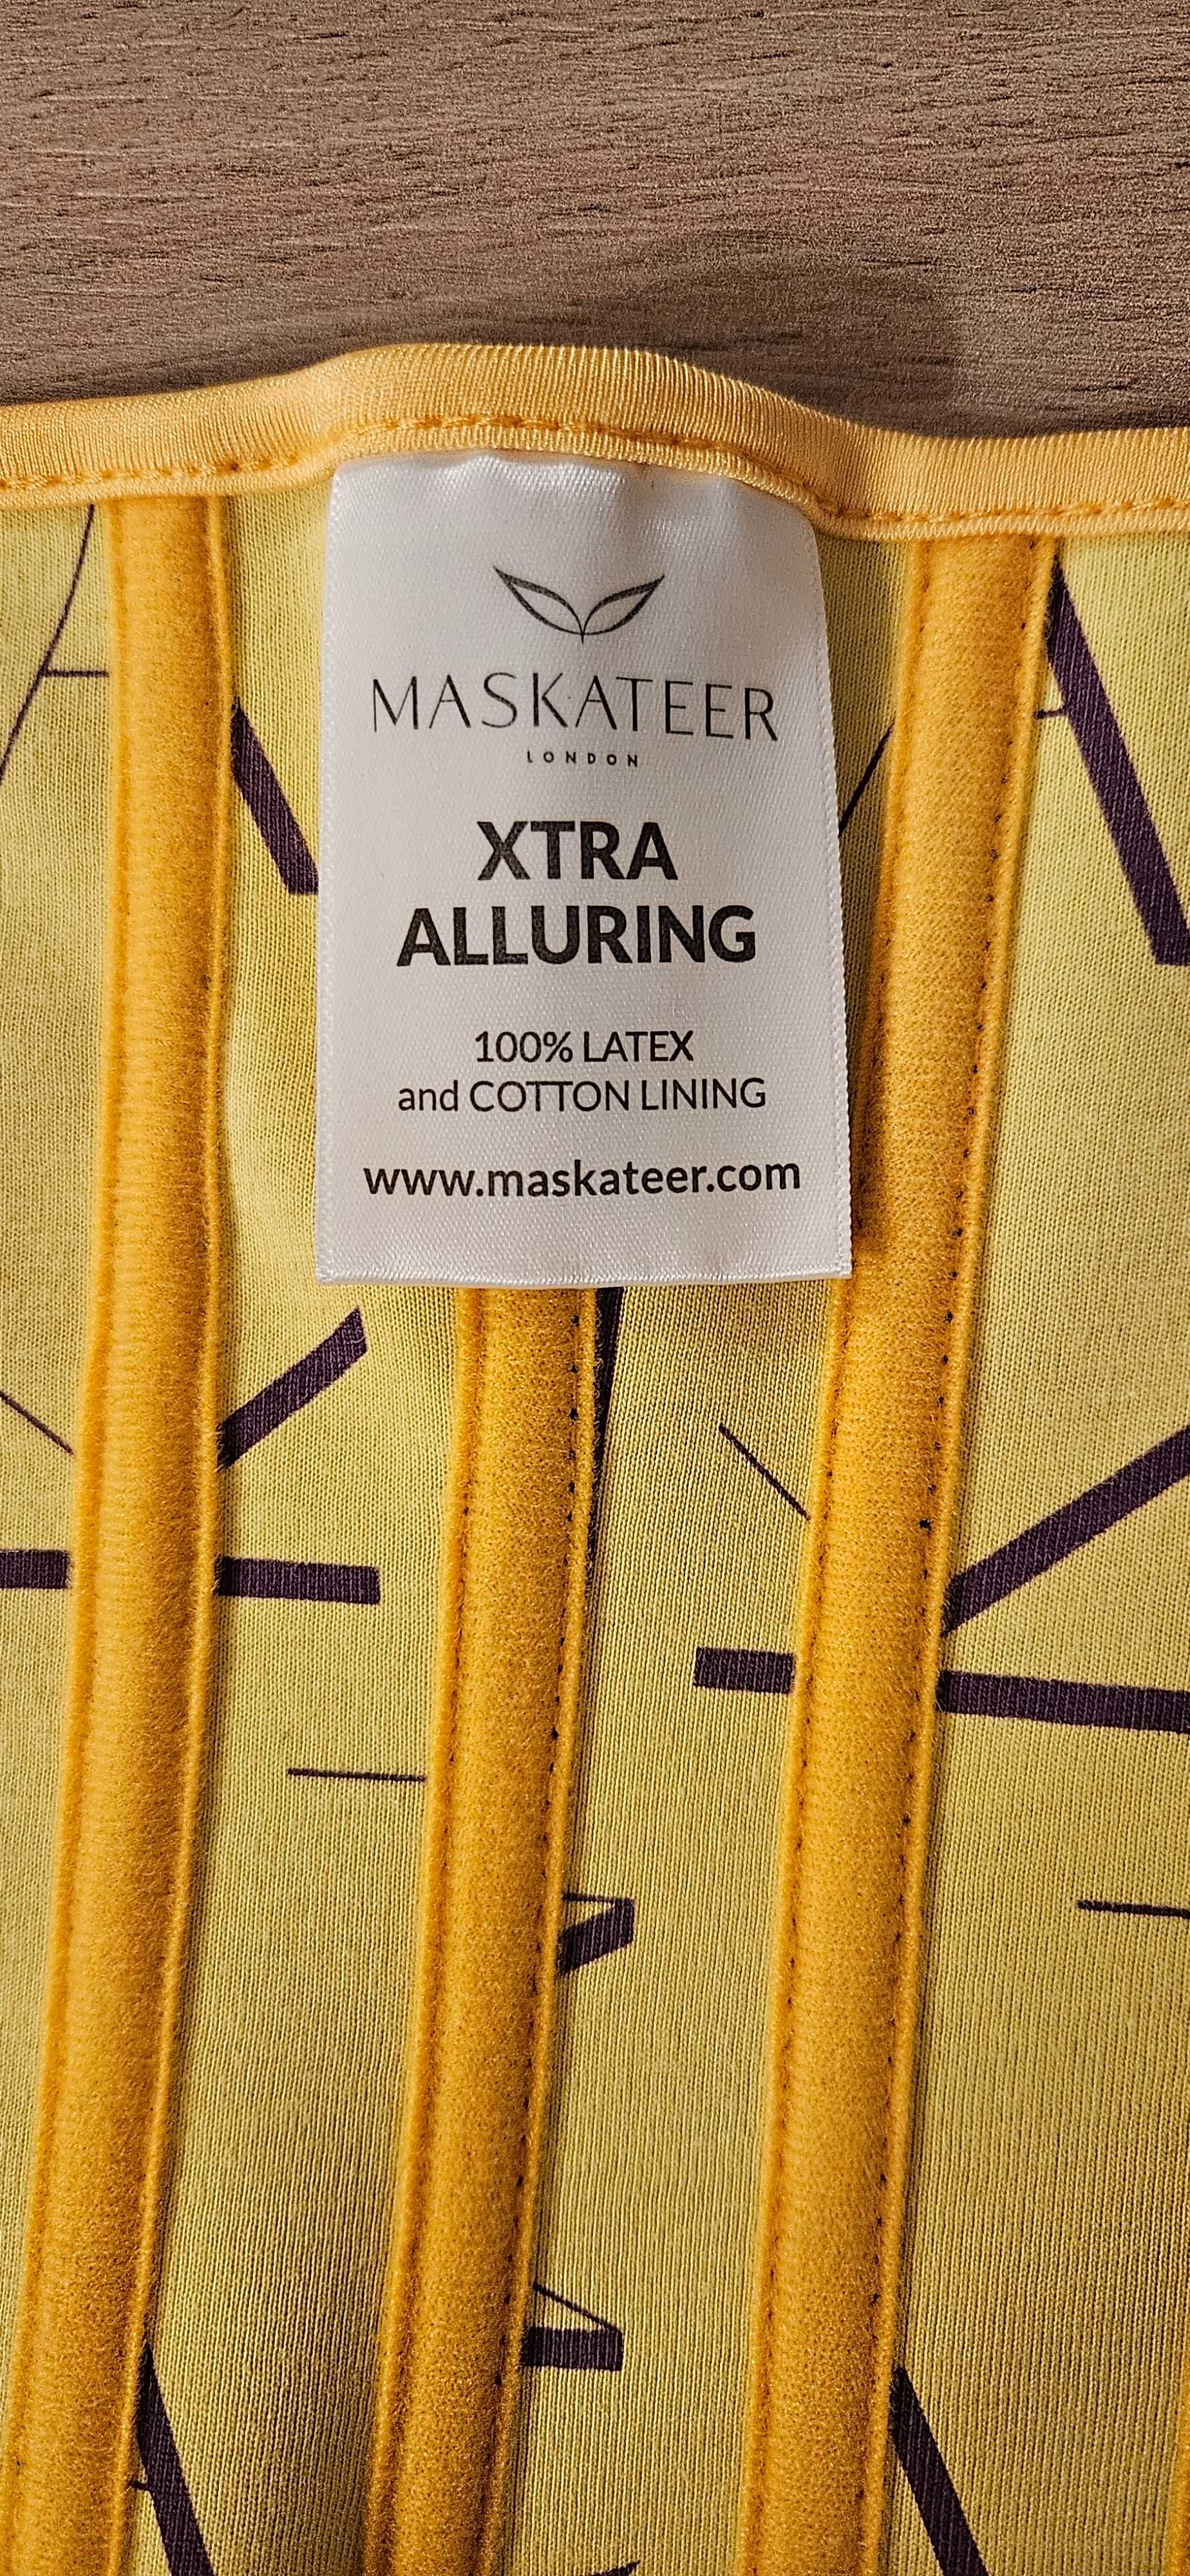 MASKATEER
LONDON
XTRA
ALLURING
100% LATEX
and COTTON LINING
www.maskateer.com